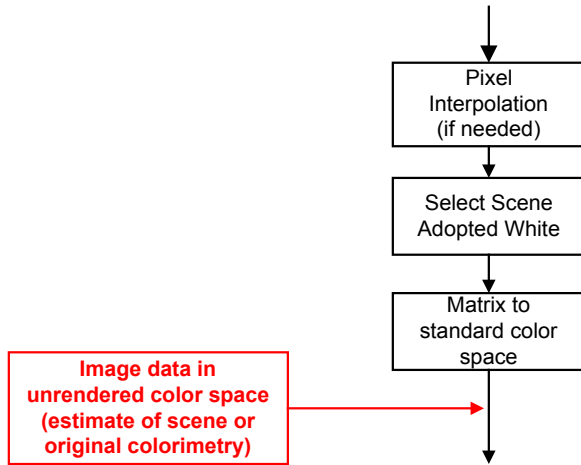 Pixel
Interpolation
(if needed)
Select Scene
Adopted White
Matrix to
standard color
space
Image data in
unrendered color space
(estimate of scene or
original colorimetry)